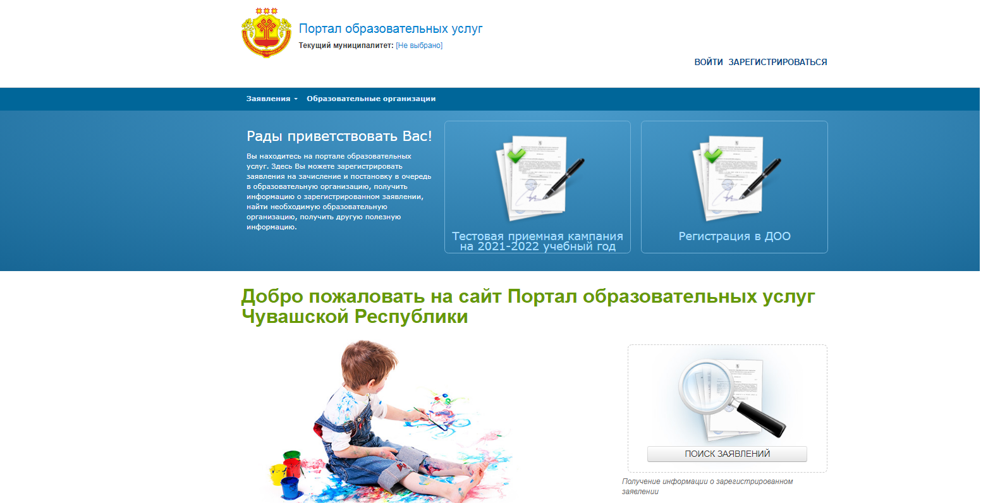 Портал образовательных услуг
Текущий муниципалитет: [Не выбрано]
ВОЙТИ ЗАРЕГИСТРИРОВАТЬСЯ
Заявления Образовательные организации
Рады приветствовать Вас!
Вы находитесь на портале образовательных
услуг. Здесь Вы можете зарегистрировать
заявления на зачисление и постановку в очередь
в образовательную организацию, получить
информацию о зарегистрированном заявлении,
найти необходимую образовательную
организацию, получить другую полезную
информацию.
Тестовая приемная кампания
на 2021-2022 учебный год
Регистрация в ДОО
Добро пожаловать на сайт Портал образовательных услуг
Чувашской Республики
ПОИСК ЗАЯВЛЕНИЙ
Получение информации о зарегистрированном
заявлении